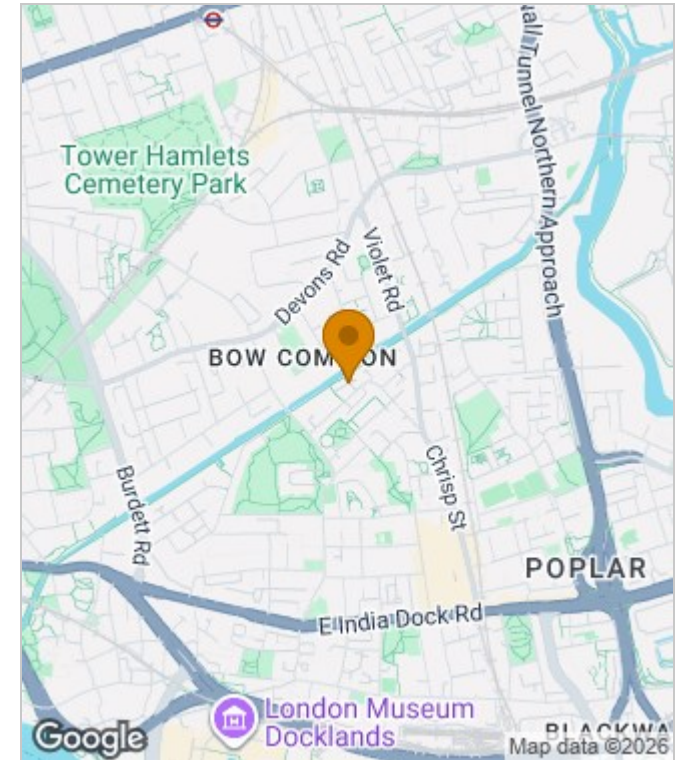 Tower Hamlets
Cemetery Park
Tunnel Northern Approach
Devons Rd
Violet Rd
BOW COM ON
Burdett Rd
Chrisp St
POPLAR
E India Dock Rd
London Museum
Docklands
Google
Map data ©2026